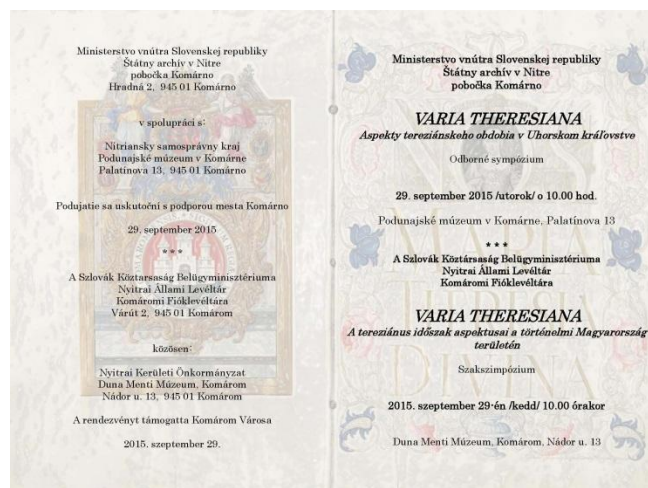 Ministerstvo vnútra Slovenskej republiky
Štátny archív v Nitre
pobočka Komárno
Hradná 2, 945 01 Komárno
v spolupráci s:
Nitriansky samosprávny kraj
Podunajské múzeum v Komárne
Palatínova 13, 945 01 Komárno
Podujatie sa uskutoční s podporou mesta Komárno
29. september 2015
* * *
A Szlovák Köztarsaság Belügyminisztériuma
Nyitrai Állami Levéltár
Komáromi Fióklevéltára
Várút 2, 945 01 Komárom
közösen:
Nyitrai Kerületi Önkormányzat
Duna Menti Múzeum, Komárom
Nádor u. 13, 945 01 Komárom
A rendezvényt támogatta Komárom Városa
2015. szeptember 29.
Ministerstvo vnútra Slovenskej republiky
Štátny archív v Nitre
pobočka Komárno
VARIA THERESIANA
Aspekty tereziánskeho obdobia v Uhorskom kráľovstve
Odborné sympózium
29. september 2015 /utorok/ o 10.00 hod.
Podunajské múzeum v Komárne, Palatínova 13
* * *
A Szlovák Köztársaság Belügyminisztériuma
Nyitrai Állami Levéltár
Komáromi Fióklevéltára
VARIA THERESIANA
A tereziánus időszak aspektusai a történelmi Magyarország
területén
Szakszimpózium
2015. szeptember 29-én /kedd/ 10.00 órakor
Duna Menti Múzeum, Komárom, Nádor u. 13